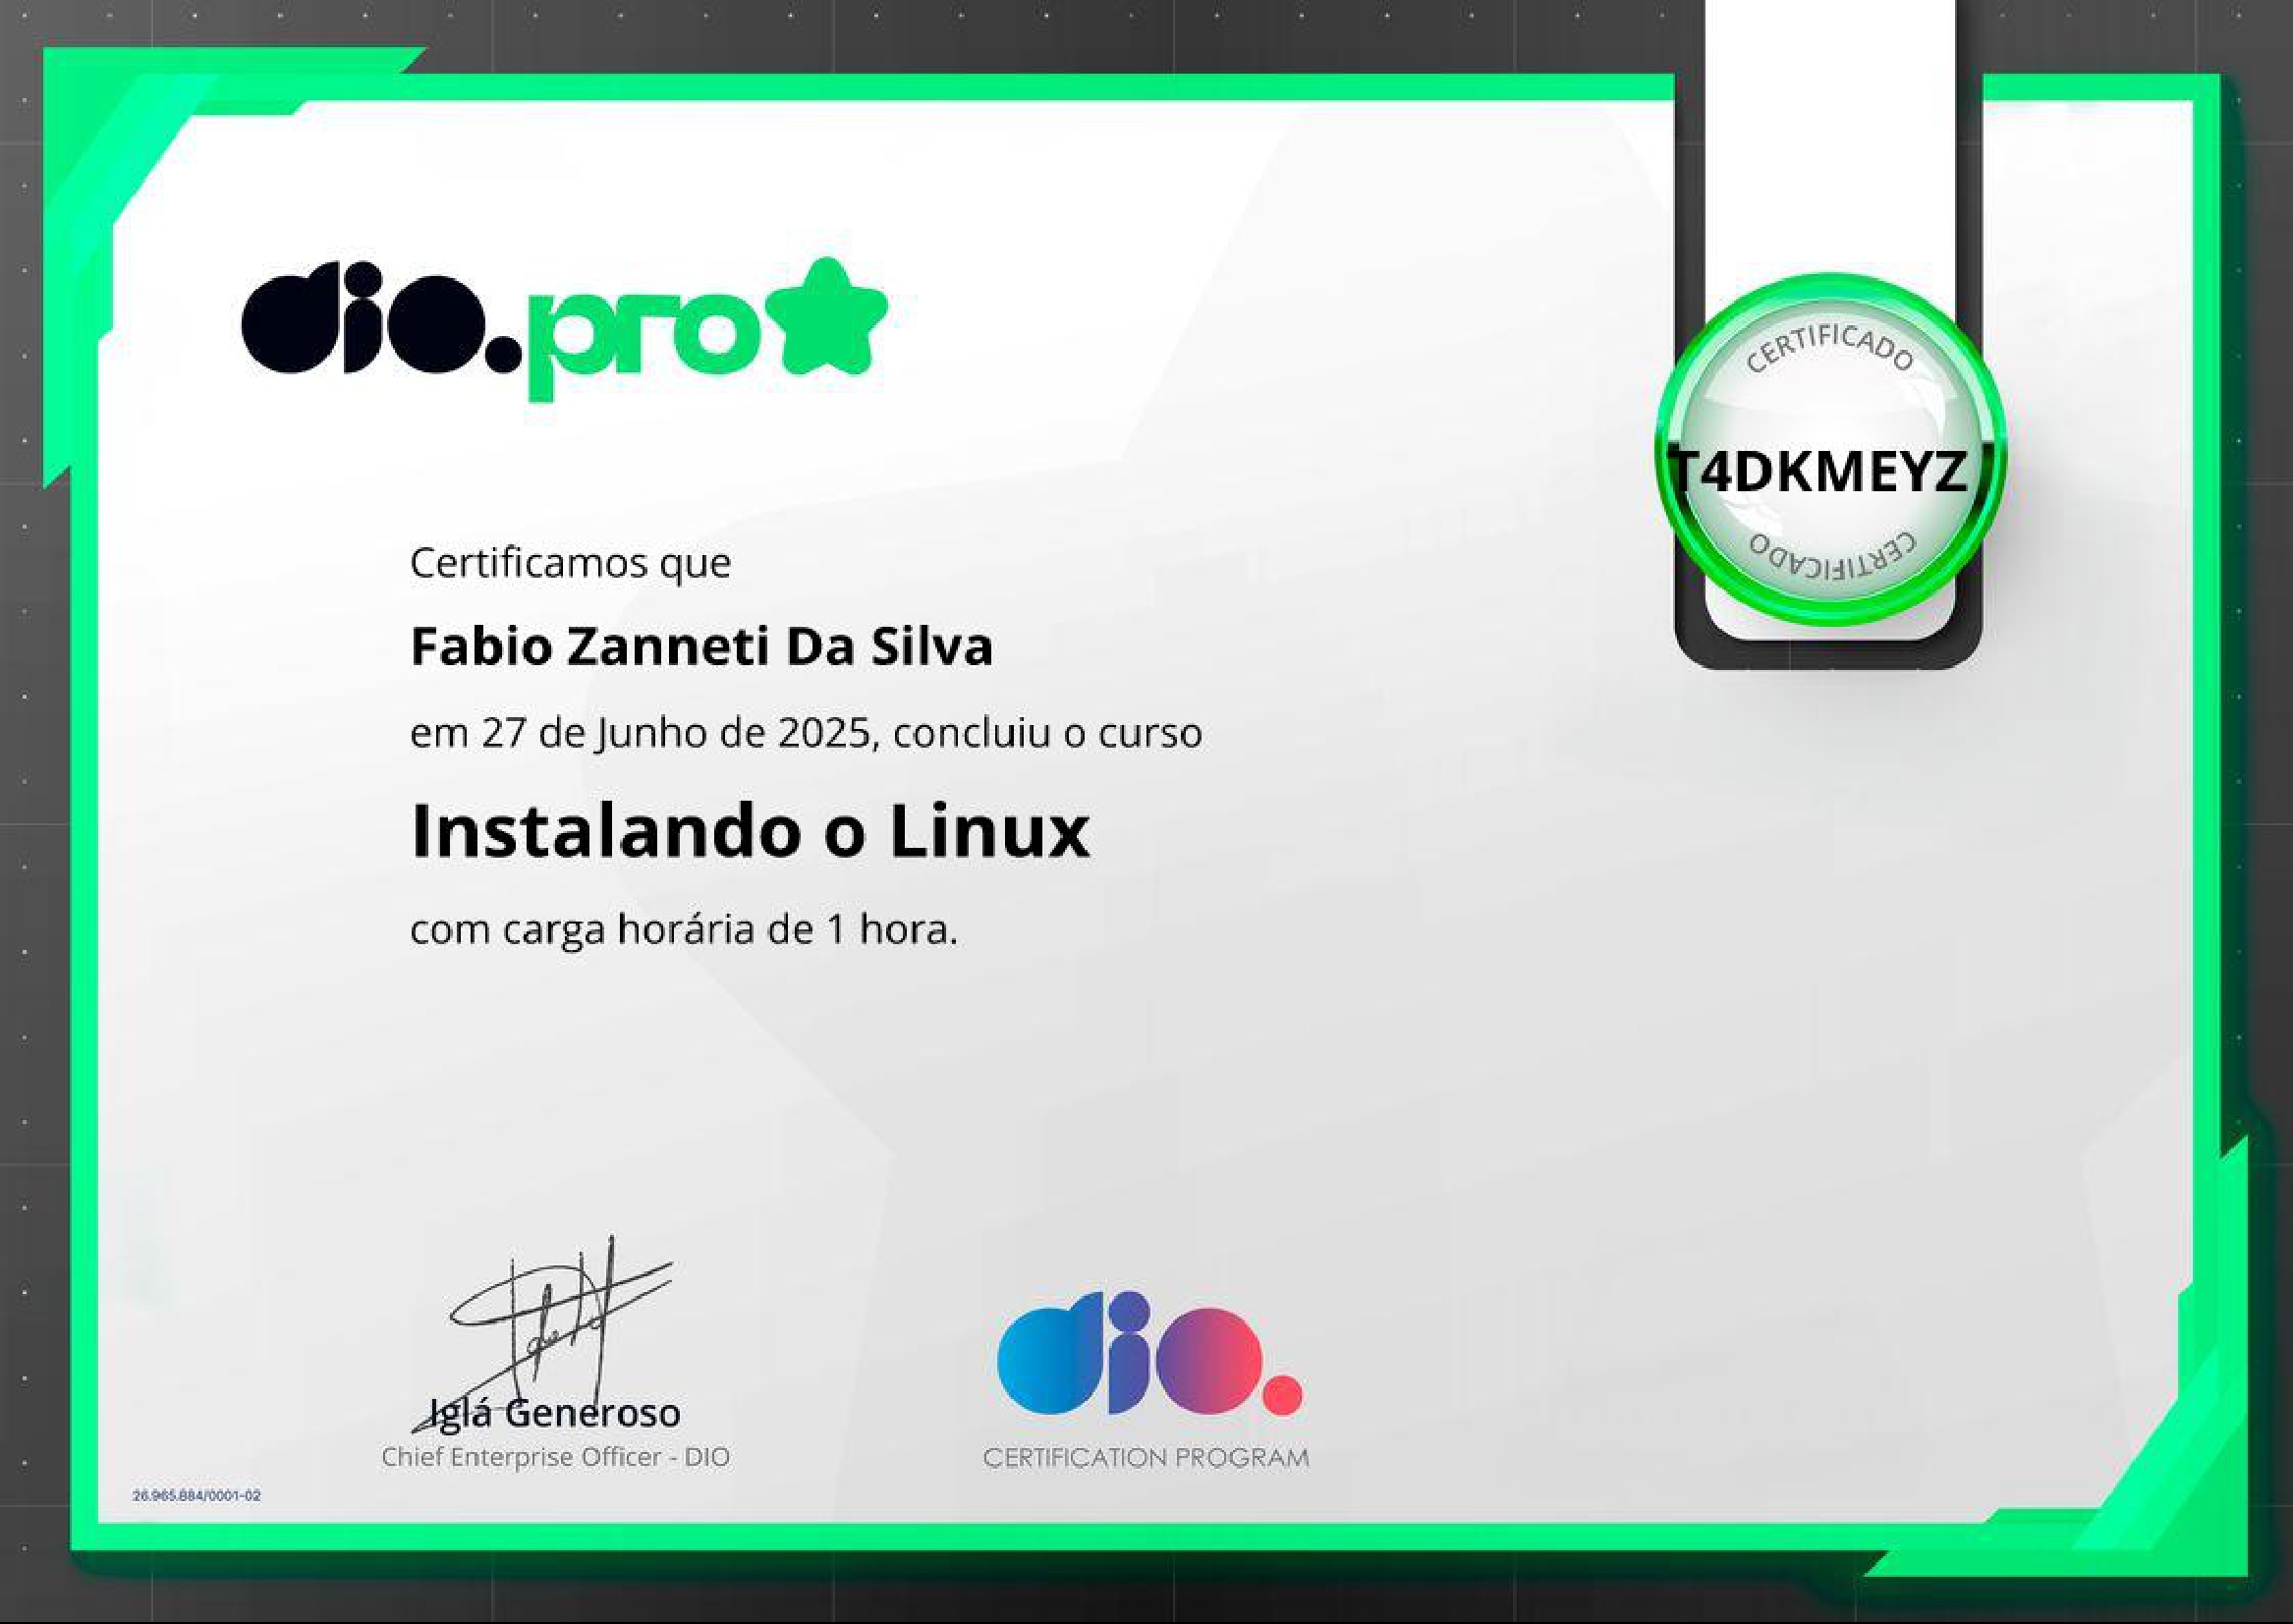 dio.pro
CERTIFICADO
T4DKMEYZ
CERTIFICADO
Certificamos que
Fabio Zanneti Da Silva
em 27 de Junho de 2025, concluiu o curso
Instalando o Linux
com carga horária de 1 hora.
Iglá Generoso
Chief Enterprise Officer - DIO
dio.
CERTIFICATION PROGRAM
26.965.884/0001-02